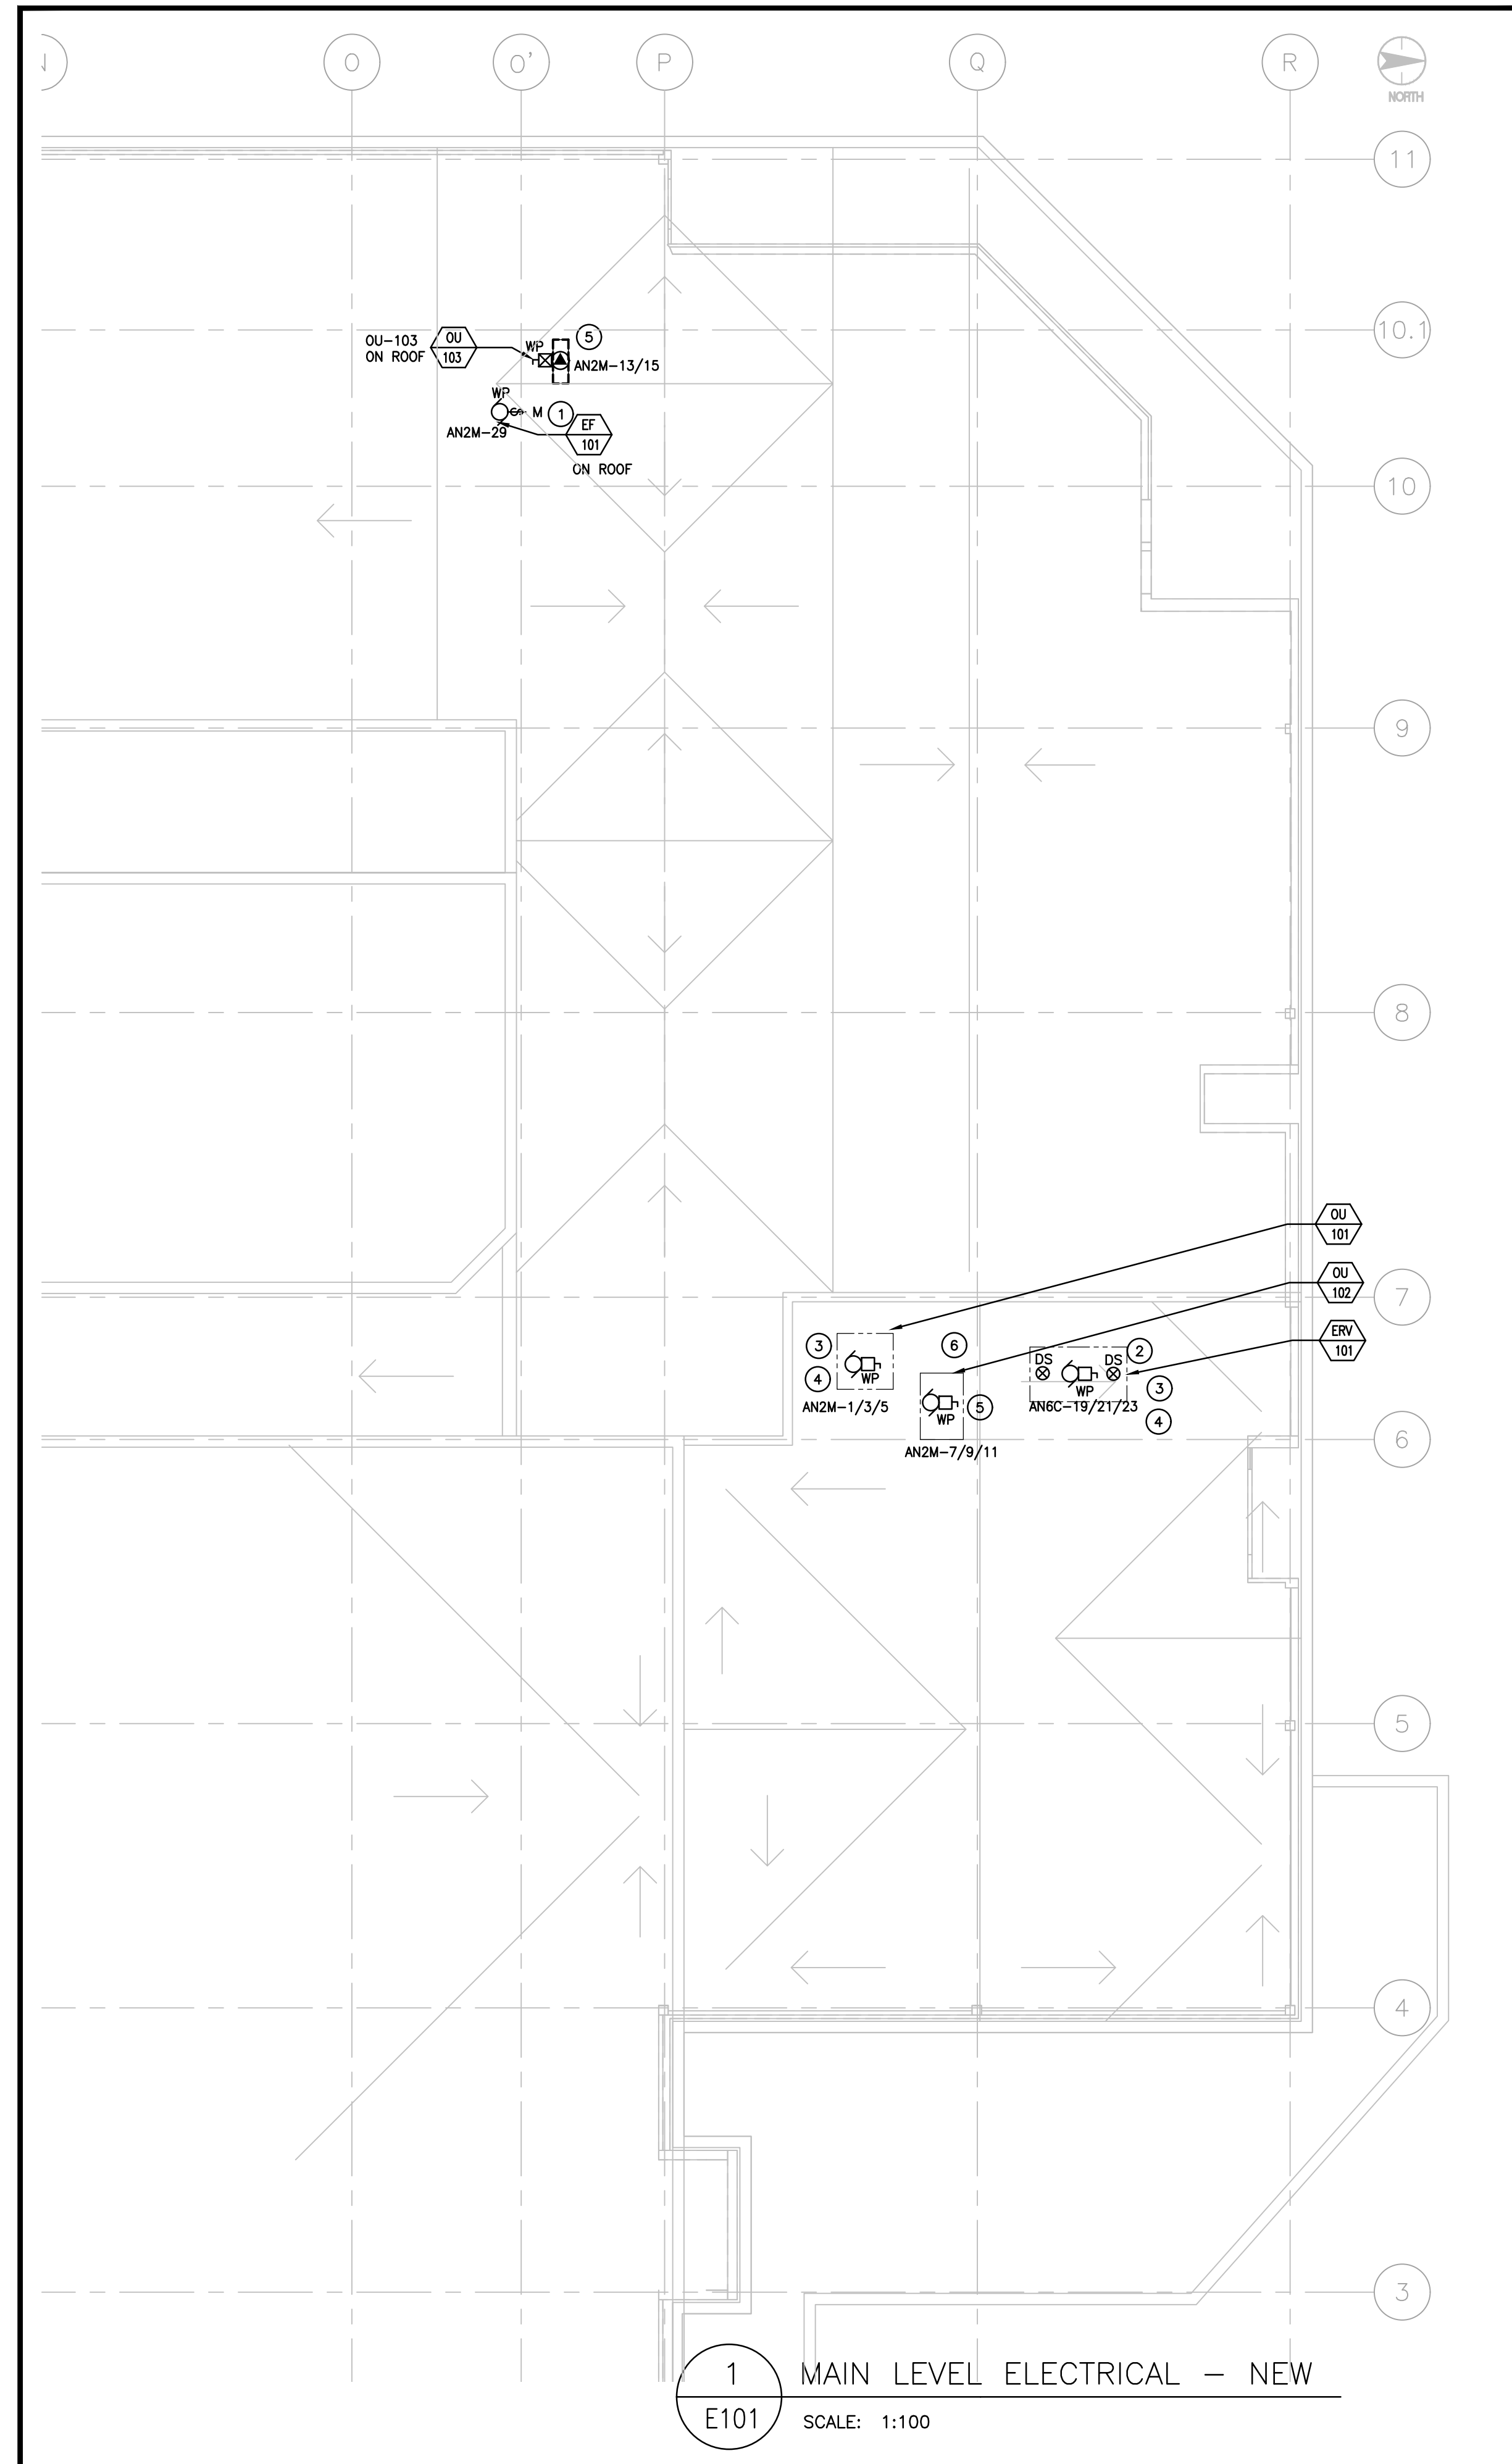 O
O'
P
Q
R
NORTH
11
10.1
10
9
8
7
6
5
4
3
OU-103
ON ROOF
OU
103
WP
5
AN2M-13/15
WP
M
1
AN2M-29
EF
101
ON ROOF
OU
101
OU
102
ERV
101
3
4
WP
AN2M-1/3/5
6
WP
5
AN2M-7/9/11
DS
DS
2
WP
3
AN6C-19/21/23
4
1
E101
MAIN LEVEL ELECTRICAL - NEW
SCALE: 1:100